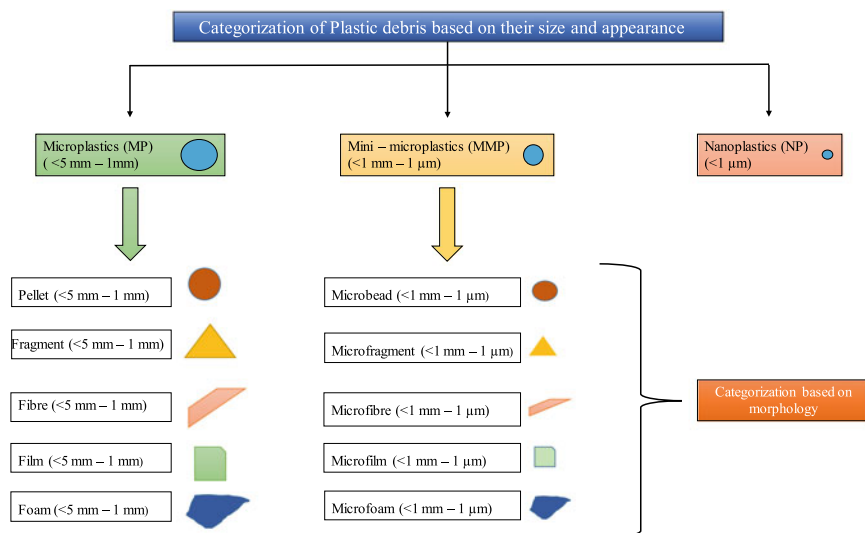 Categorization of Plastic debris based on their size and appearance
Microplastics (MP)
( <5 mm – 1mm)
Mini – microplastics (MMP)
(<1 mm – 1 µm)
Nanoplastics (NP)
(<1 µm)
Pellet (<5 mm – 1 mm)
Microbead (<1 mm – 1 µm)
Fragment (<5 mm – 1 mm)
Microfragment (<1 mm – 1µm)
Fibre (<5 mm – 1 mm)
Microfibre (<1 mm – 1 µm)
Categorization based on
morphology
Film (<5 mm – 1 mm)
Microfilm (<1 mm – 1µm)
Foam (<5 mm – 1 mm)
Microfoam (<1 mm – 1 µm)